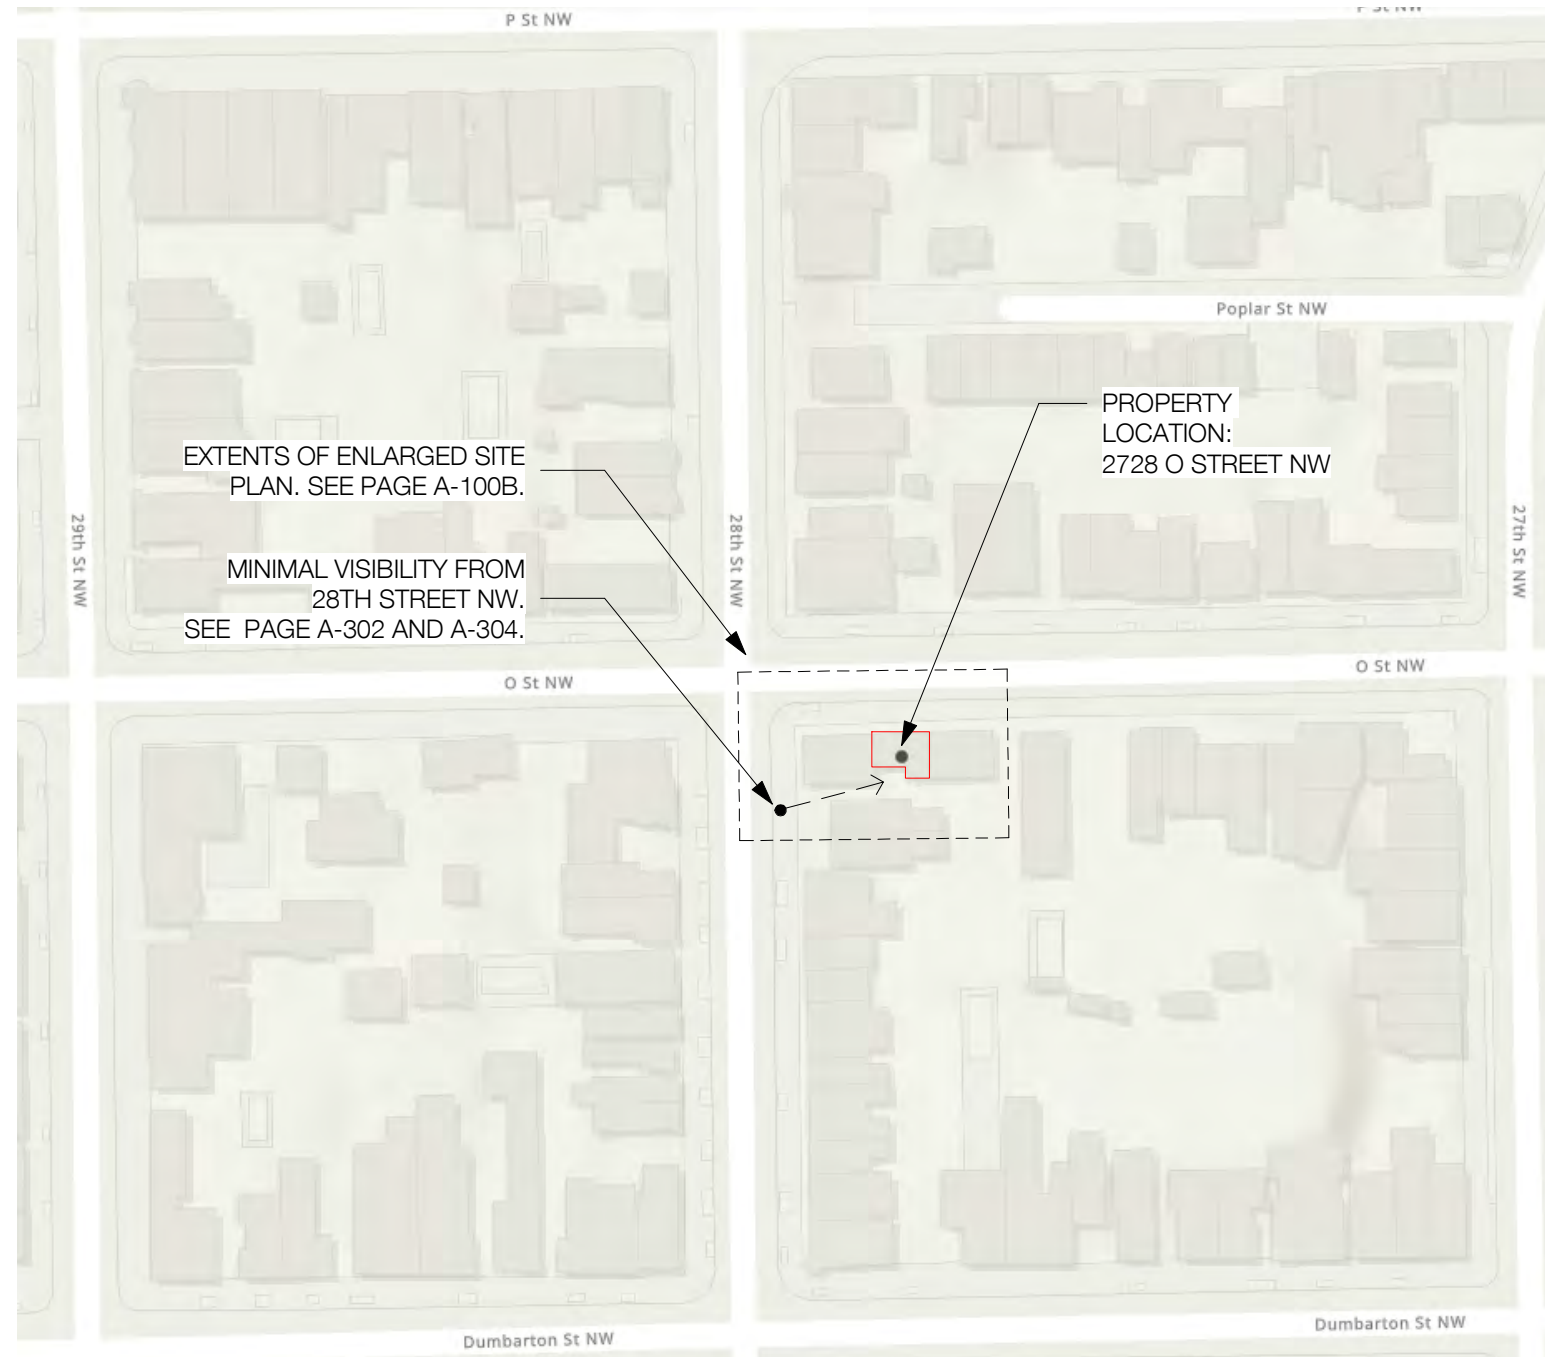 P St NW
P St NW
Poplar St NW
PROPERTY
LOCATION:
2728 O STREET NW
EXTENTS OF ENLARGED SITE
PLAN. SEE PAGE A-100B.
29th St NW
28th St NW
27th St NW
MINIMAL VISIBILITY FROM
28TH STREET NW.
SEE PAGE A-302 AND A-304.
O St NW
O St NW
Dumbarton St NW
Dumbarton St NW